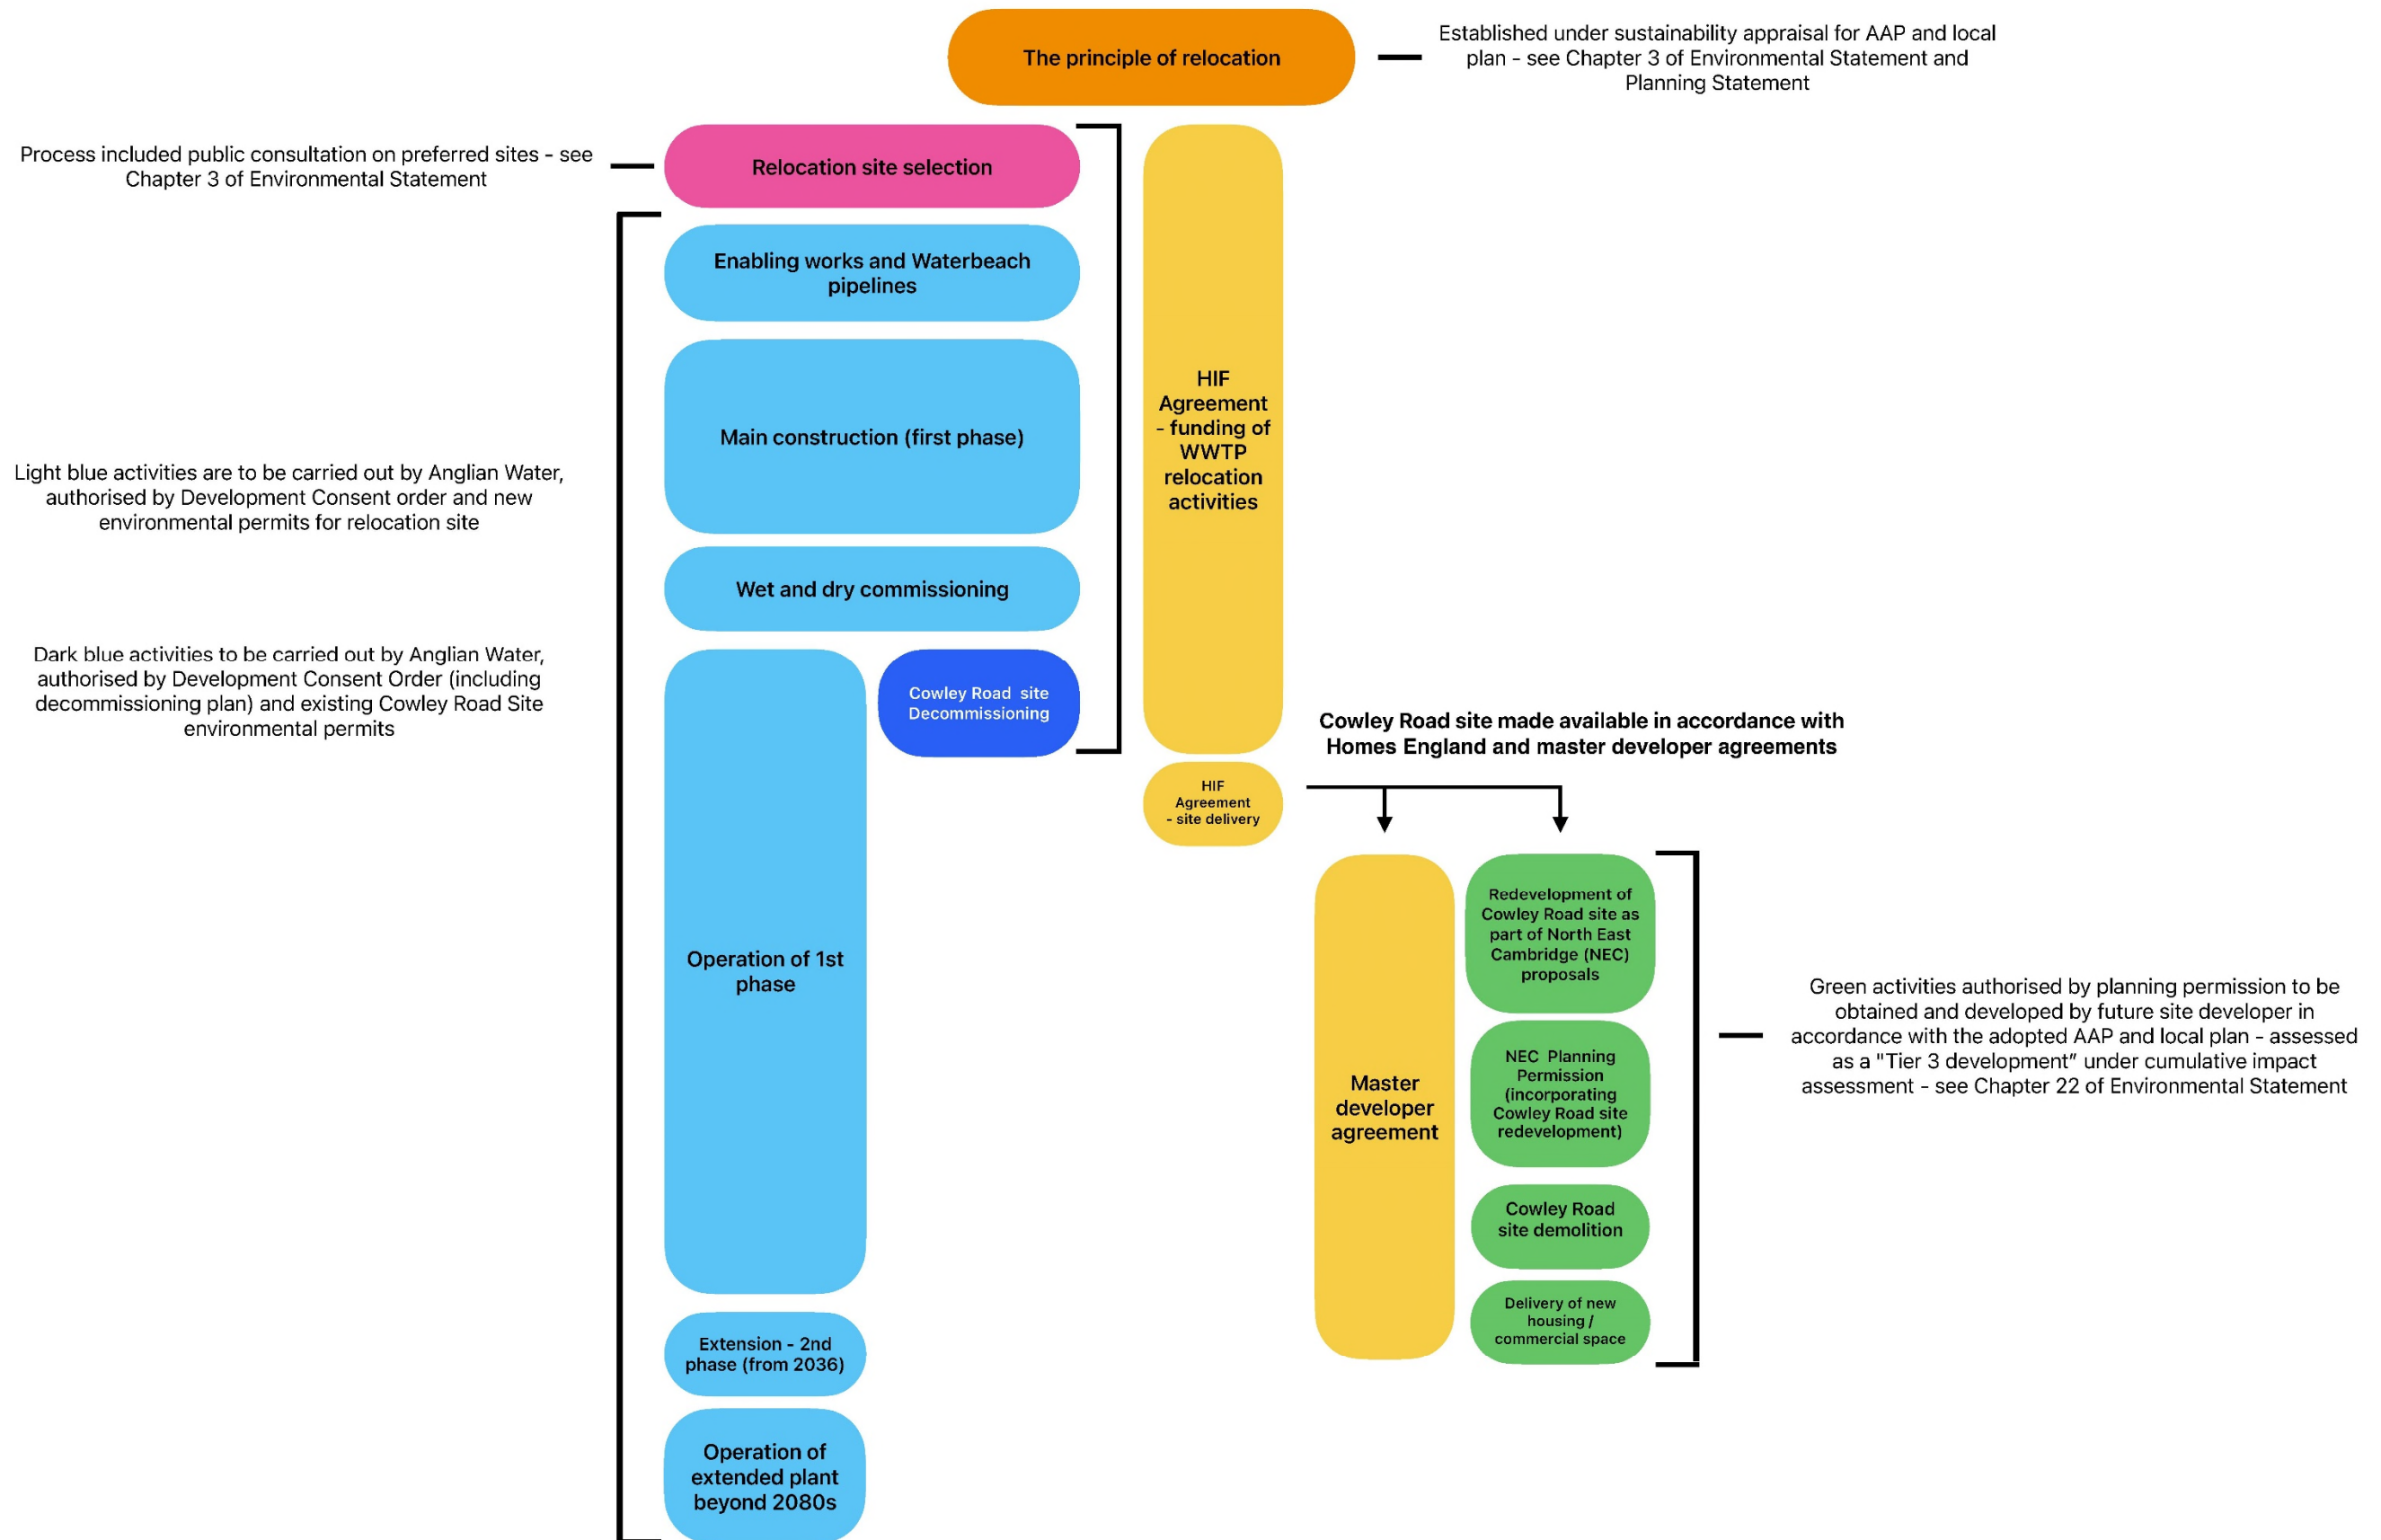 The principle of relocation
Established under sustainability appraisal for AAP and local
plan - see Chapter 3 of Environmental Statement and
Planning Statement
Process included public consultation on preferred sites - see
Chapter 3 of Environmental Statement
Relocation site selection
Enabling works and Waterbeach
pipelines
Main construction (first phase)
HIF
Agreement
- funding of
WWTP
relocation
activities
Light blue activities are to be carried out by Anglian Water,
authorised by Development Consent order and new
environmental permits for relocation site
Wet and dry commissioning
Dark blue activities to be carried out by Anglian Water,
authorised by Development Consent Order (including
decommissioning plan) and existing Cowley Road Site
environmental permits
Cowley Road site
Decommissioning
Cowley Road site made available in accordance with
Homes England and master developer agreements
HIF
Agreement
- site delivery
Operation of 1st
phase
Master
developer
agreement
Redevelopment of
Cowley Road site as
part of North East
Cambridge (NEC)
proposals
NEC Planning
Permission
(incorporating
Cowley Road site
redevelopment)
Cowley Road
site demolition
Delivery of new
housing /
commercial space
Green activities authorised by planning permission to be
obtained and developed by future site developer in
accordance with the adopted AAP and local plan - assessed
as a "Tier 3 development” under cumulative impact
assessment - see Chapter 22 of Environmental Statement
Extension - 2nd
phase (from 2036)
Operation of
extended plant
beyond 2080s